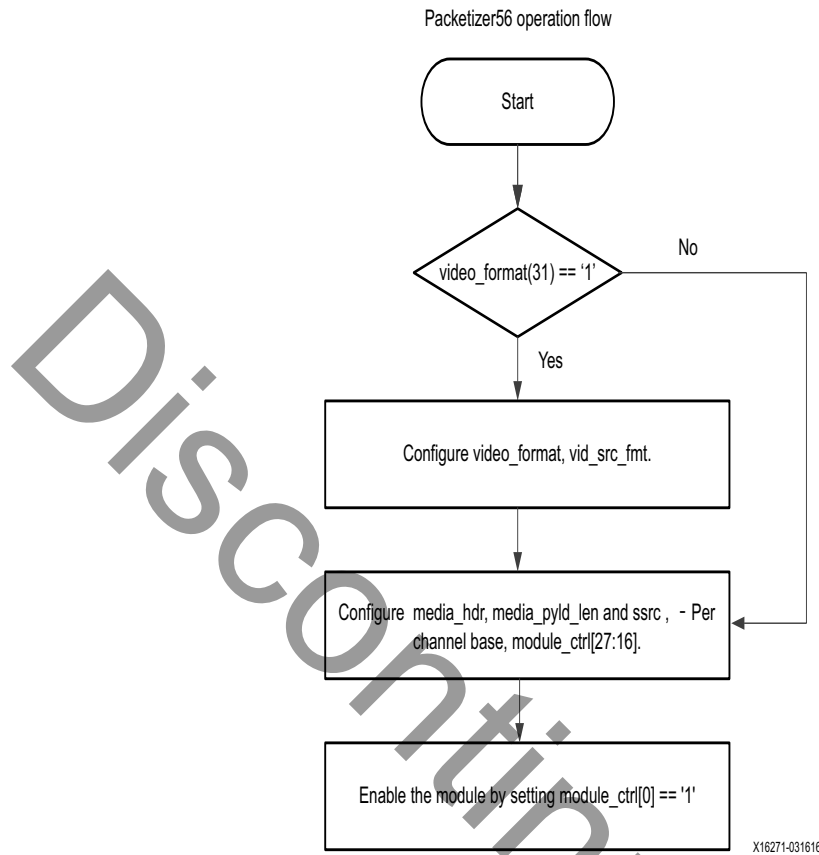 Packetizer56 operation flow
Start
video_format(31) == ‘1’
No
Yes
Configure video_format, vid_src_fmt.
Configure media_hdr, media_pyld_len and ssrc , - Per
channel base, module_ctrl[27:16].
Enable the module by setting module_ctrl[0] == '1'
X16271-031616